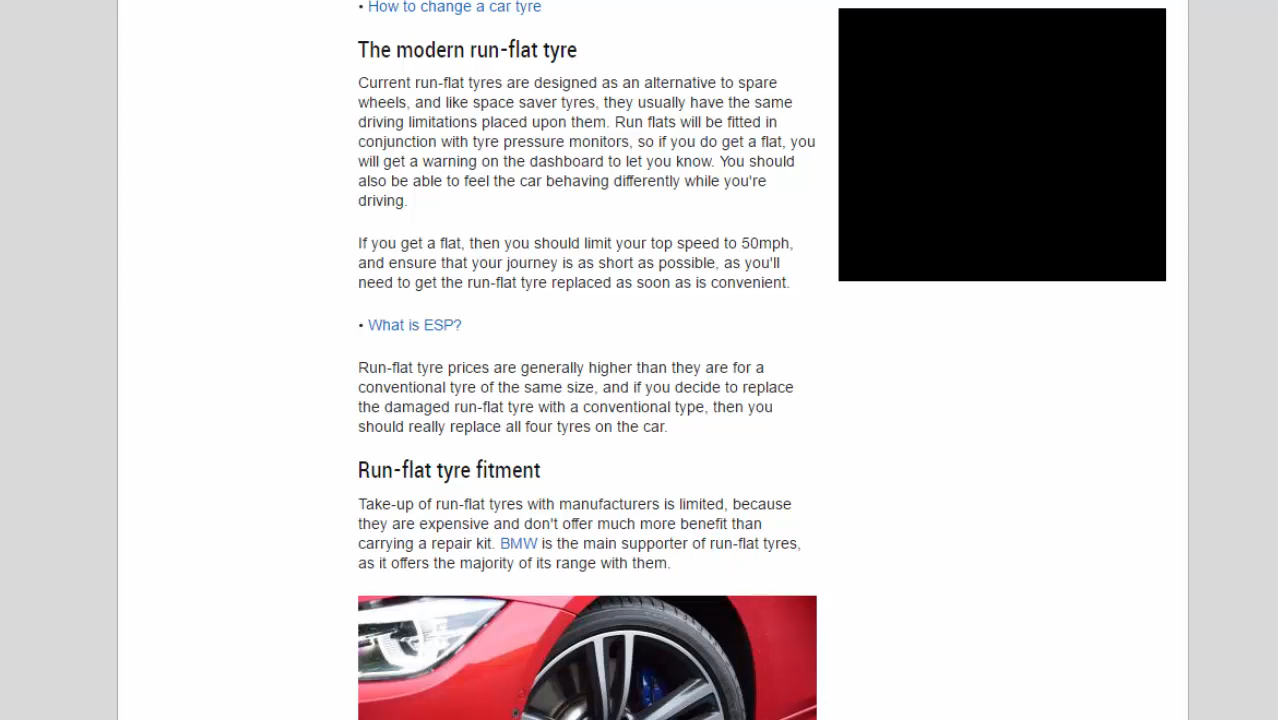 • How to change a car tyre
The modern run-flat tyre
Current run-flat tyres are designed as an alternative to spare
wheels, and like space saver tyres, they usually have the same
driving limitations placed upon them. Run flats will be fitted in
conjunction with tyre pressure monitors, so if you do get a flat, you
will get a warning on the dashboard to let you know. You should
also be able to feel the car behaving differently while you're
driving.
If you get a flat, then you should limit your top speed to 50mph,
and ensure that your journey is as short as possible, as you'll
need to get the run-flat tyre replaced as soon as is convenient.
• What is ESP?
Run-flat tyre prices are generally higher than they are for a
conventional tyre of the same size, and if you decide to replace
the damaged run-flat tyre with a conventional type, then you
should really replace all four tyres on the car.
Run-flat tyre fitment
Take-up of run-flat tyres with manufacturers is limited, because
they are expensive and don't offer much more benefit than
carrying a repair kit. BMW is the main supporter of run-flat tyres,
as it offers the majority of its range with them.